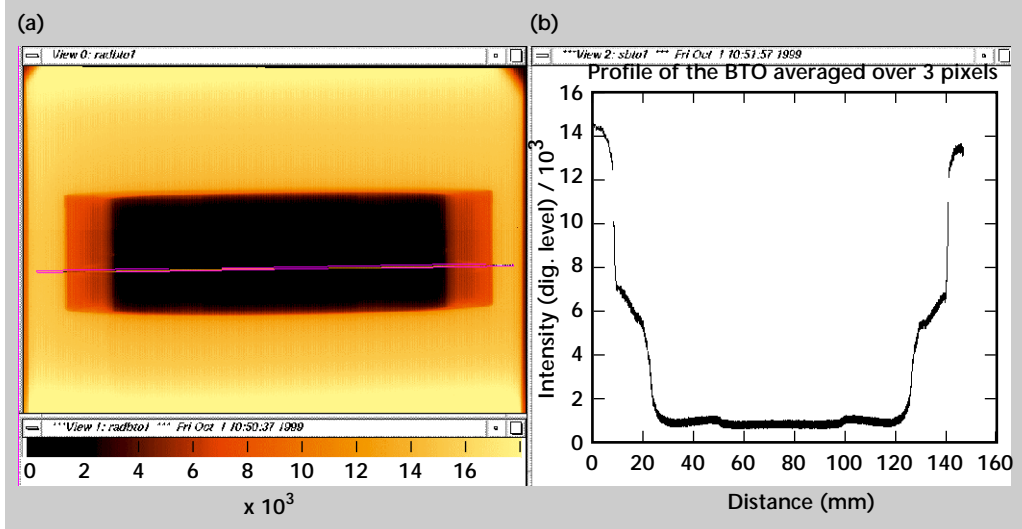 (a)
View 0: radbto1
***View 1: radbto1 *** Fri Oct 1 10:50:37 1999
0 2 4 6 8 10 12 14 16
x 10³
(b)
***View 2: sbto1 *** Fri Oct 1 10:51:57 1999
Profile of the BTO averaged over 3 pixels
Intensity (dig. level) / 10³
16
14
12
10
8
6
4
2
0
0 20 40 60 80 100 120 140 160
Distance (mm)